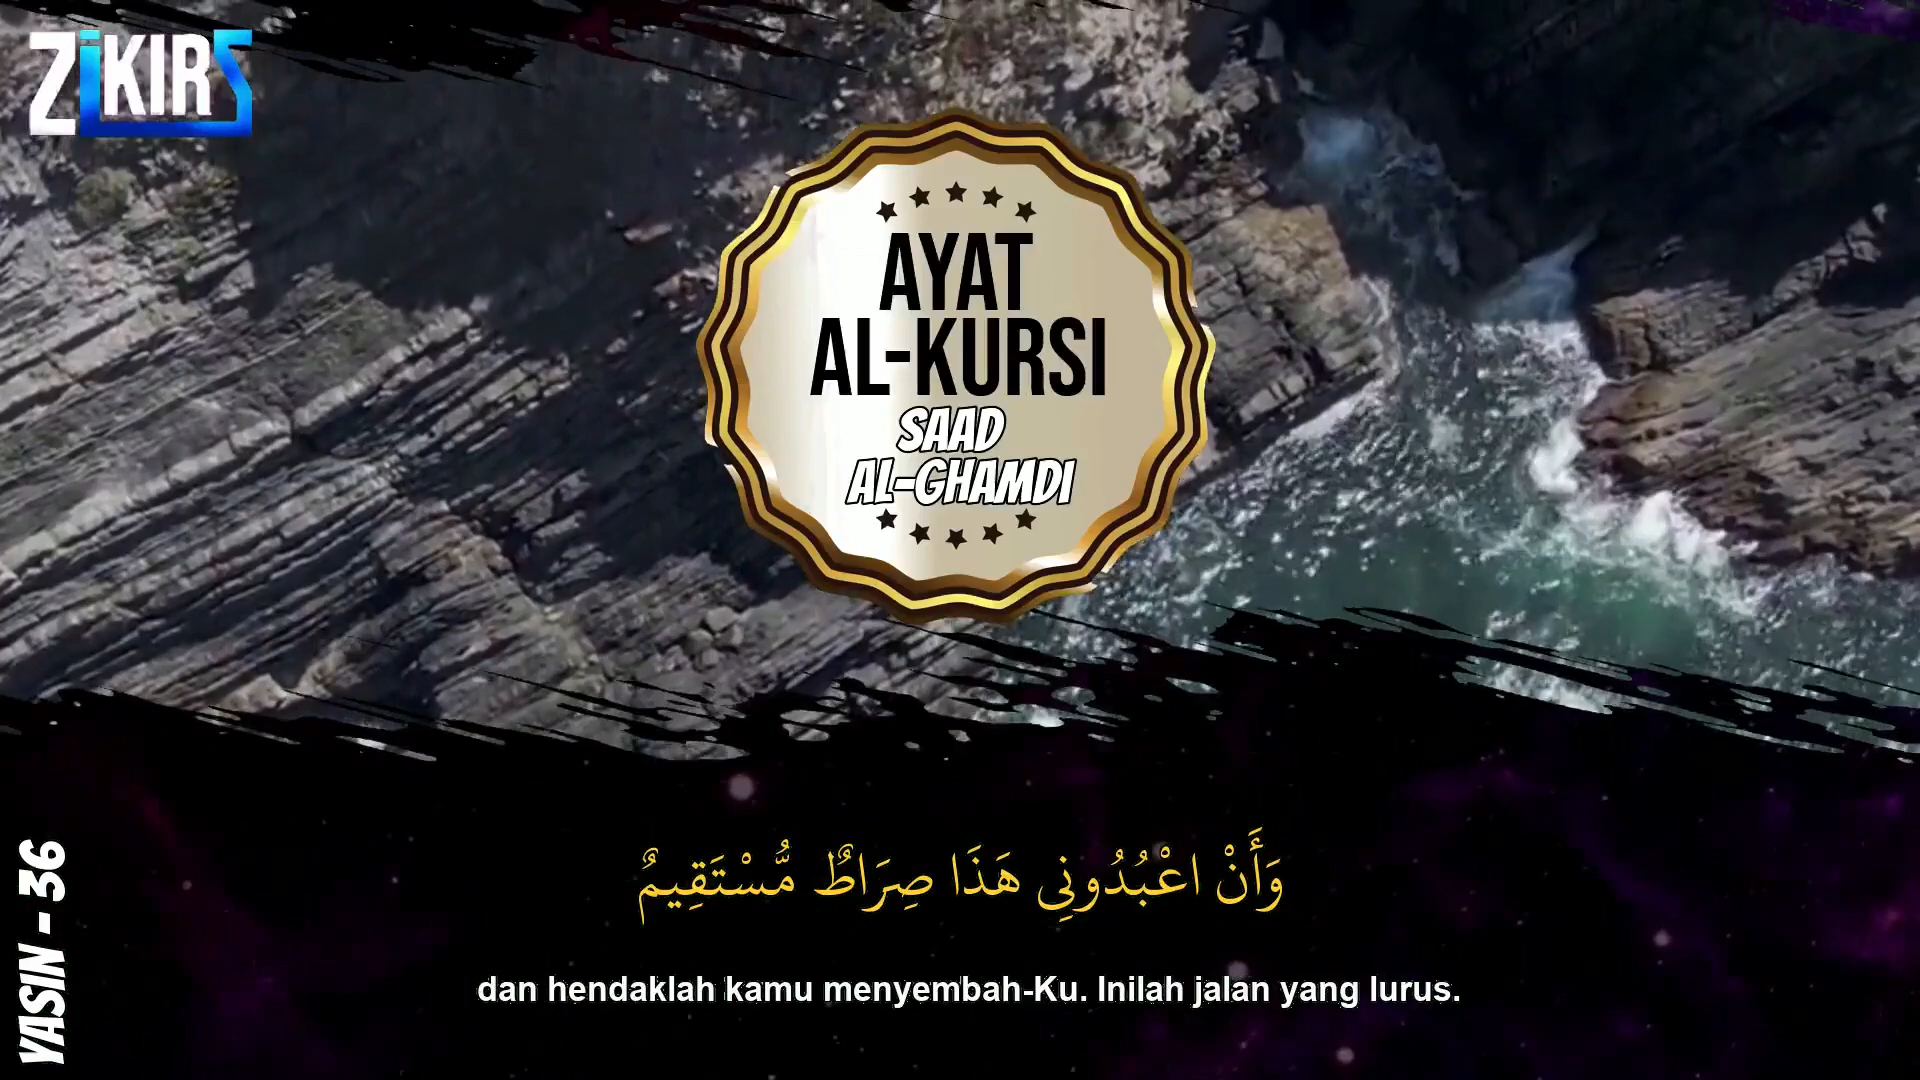 ZiKIRS
AYAT
AL-KURSI
SAAD
AL-GHAMDI
وَأَنْ اعْبُدُونِى هَذَا صِرَاطٌ مُّسْتَقِيمٌ
dan hendaklah kamu menyembah-Ku. Inilah jalan yang lurus.
YASIN - 36